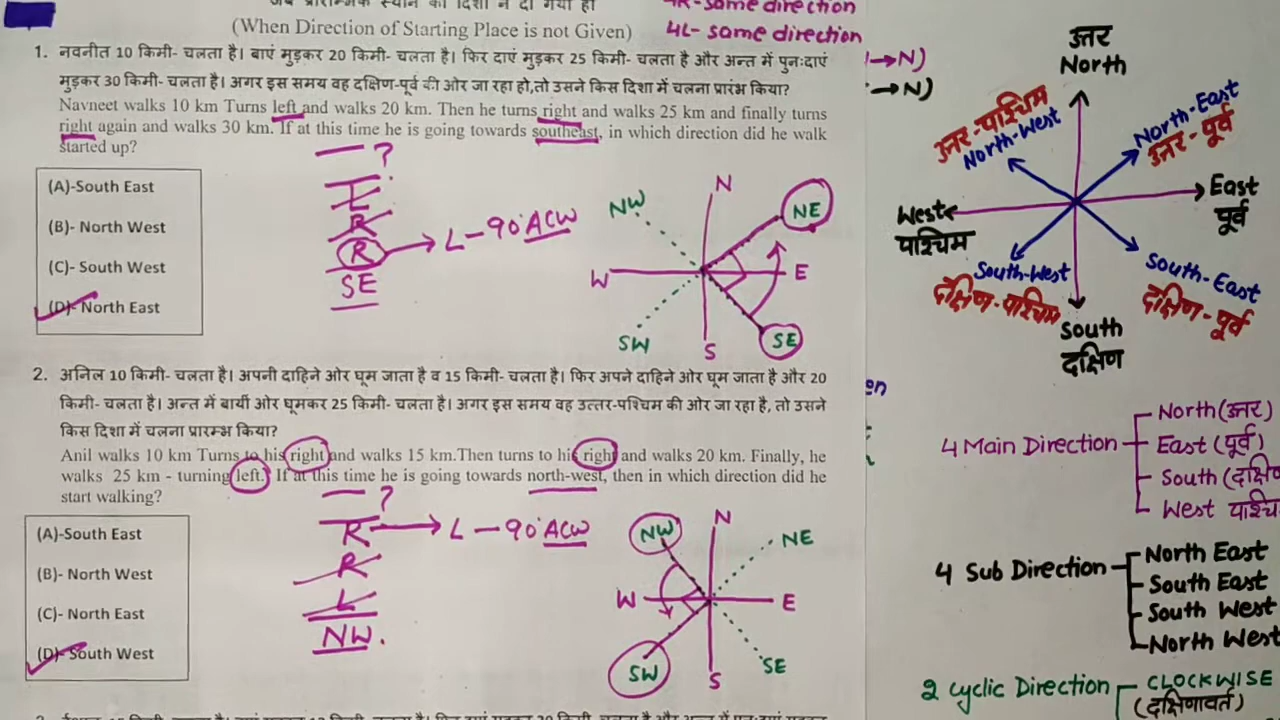 (When Direction of Starting Place is not Given)
4R-same direction
4L-same direction
→N)
→N)
1. नवनीत 10 किमी- चलता है। बाएं मुड़कर 20 किमी- चलता है। फिर दाएं मुड़कर 25 किमी- चलता है और अन्त में पुनःदाएं
मुड़कर 30 किमी- चलता है। अगर इस समय वह दक्षिण-पूर्व की ओर जा रहा हो,तो उसने किस दिशा में चलना प्रारंभ किया?
Navneet walks 10 km Turns left and walks 20 km. Then he turns right and walks 25 km and finally turns
right again and walks 30 km. If at this time he is going towards southeast, in which direction did he walk
started up?
(A)-South East
(B)- North West
(C)- South West
(D)- North East
?
L
R
R → L-90° ACW
SE
N
NE
E
SE
S
SW
W
NW
2. अनिल 10 किमी- चलता है। अपनी दाहिने ओर घूम जाता है व 15 किमी- चलता है। फिर अपने दाहिने ओर घूम जाता है और 20
किमी- चलता है। अन्त में बायीं ओर घूमकर 25 किमी- चलता है। अगर इस समय वह उत्तर-पश्चिम की ओर जा रहा है, तो उसने
किस दिशा में चलना प्रारम्भ किया?
Anil walks 10 km Turns to his right and walks 15 km.Then turns to his right and walks 20 km. Finally, he
walks 25 km - turning left. If at this time he is going towards north-west, then in which direction did he
start walking?
(A)-South East
(B)- North West
(C)- North East
(D)- South West
?
R → L-90° ACW
R
L
NW.
N
NE
E
SE
S
SW
W
NW
उत्तर
North
North-East
उत्तर-पूर्व
East
पूर्व
South-East
दक्षिण-पूर्व
South
दक्षिण
South-West
दक्षिण-पश्चिम
West
पश्चिम
उत्तर-पश्चिम
North-West
4 Main Direction
North (उत्तर)
East (पूर्व)
South (दक्षि
West पश्चि
4 Sub Direction
North East
South East
South West
North West
2 Cyclic Direction
CLOCKWISE
(दक्षिणावर्त)